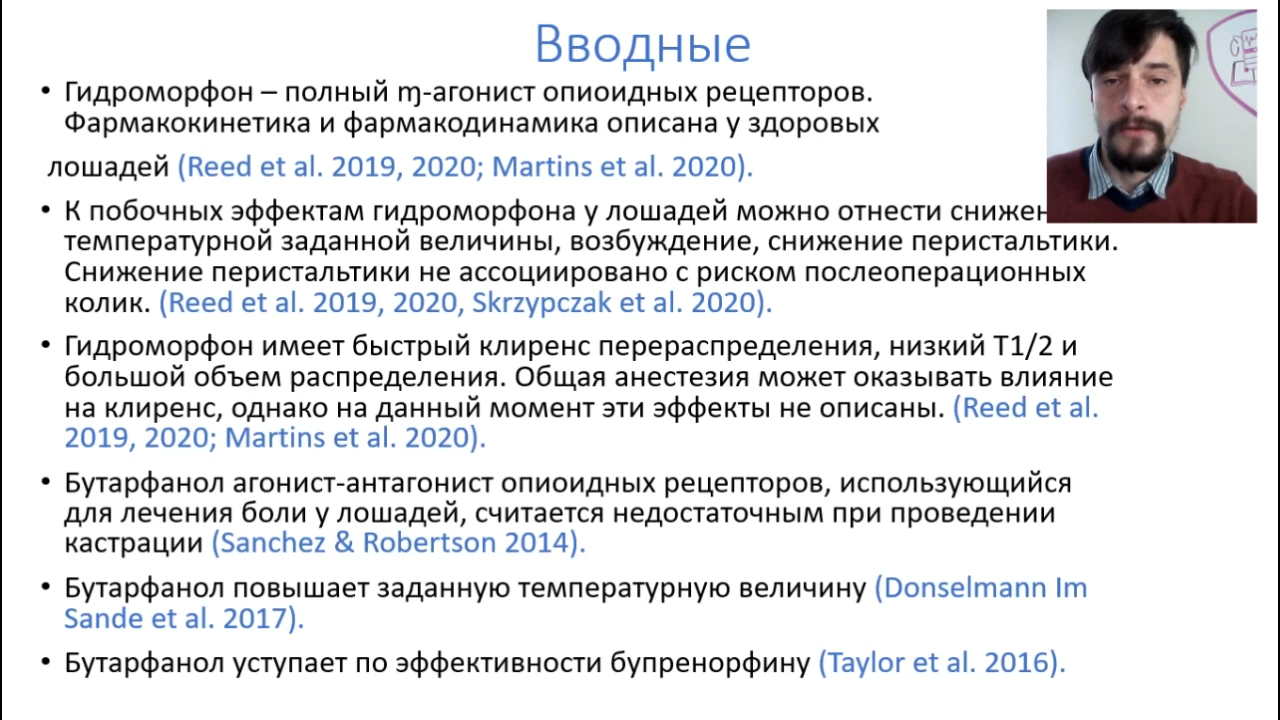 Вводные
• Гидроморфон – полный ɱ-агонист опиоидных рецепторов.
Фармакокинетика и фармакодинамика описана у здоровых
лошадей (Reed et al. 2019, 2020; Martins et al. 2020).
• К побочных эффектам гидроморфона у лошадей можно отнести снижен
температурной заданной величины, возбуждение, снижение перистальтики.
Снижение перистальтики не ассоциировано с риском послеоперационных
колик. (Reed et al. 2019, 2020, Skrzypczak et al. 2020).
• Гидроморфон имеет быстрый клиренс перераспределения, низкий Т1/2 и
большой объем распределения. Общая анестезия может оказывать влияние
на клиренс, однако на данный момент эти эффекты не описаны. (Reed et al.
2019, 2020; Martins et al. 2020).
• Бутарфанол агонист-антагонист опиоидных рецепторов, использующийся
для лечения боли у лошадей, считается недостаточным при проведении
кастрации (Sanchez & Robertson 2014).
• Бутарфанол повышает заданную температурную величину (Donselmann Im
Sande et al. 2017).
• Бутарфанол уступает по эффективности бупренорфину (Taylor et al. 2016).